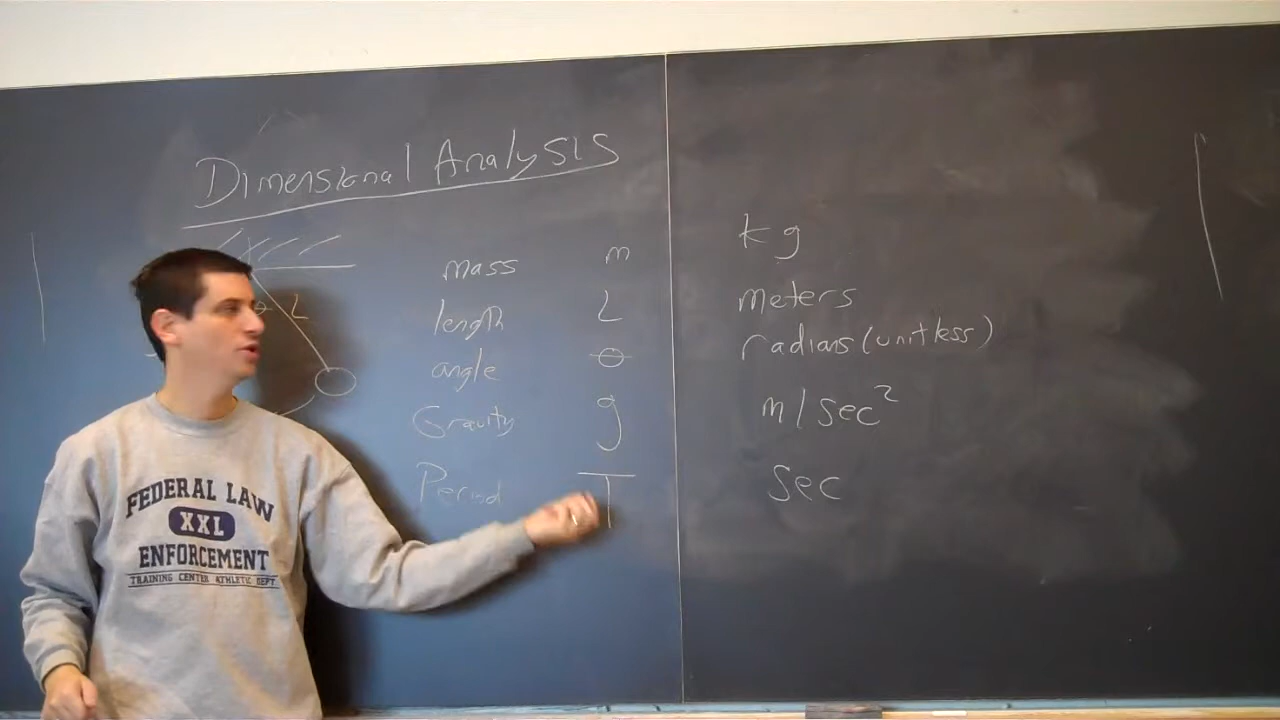 Dimensional Analysis
θ L
mass m kg
length L meters
angle θ radians (unitless)
Gravity g m/sec²
Period T sec
FEDERAL LAW
XXL
ENFORCEMENT
TRAINING CENTER ATHLETIC DEPT.